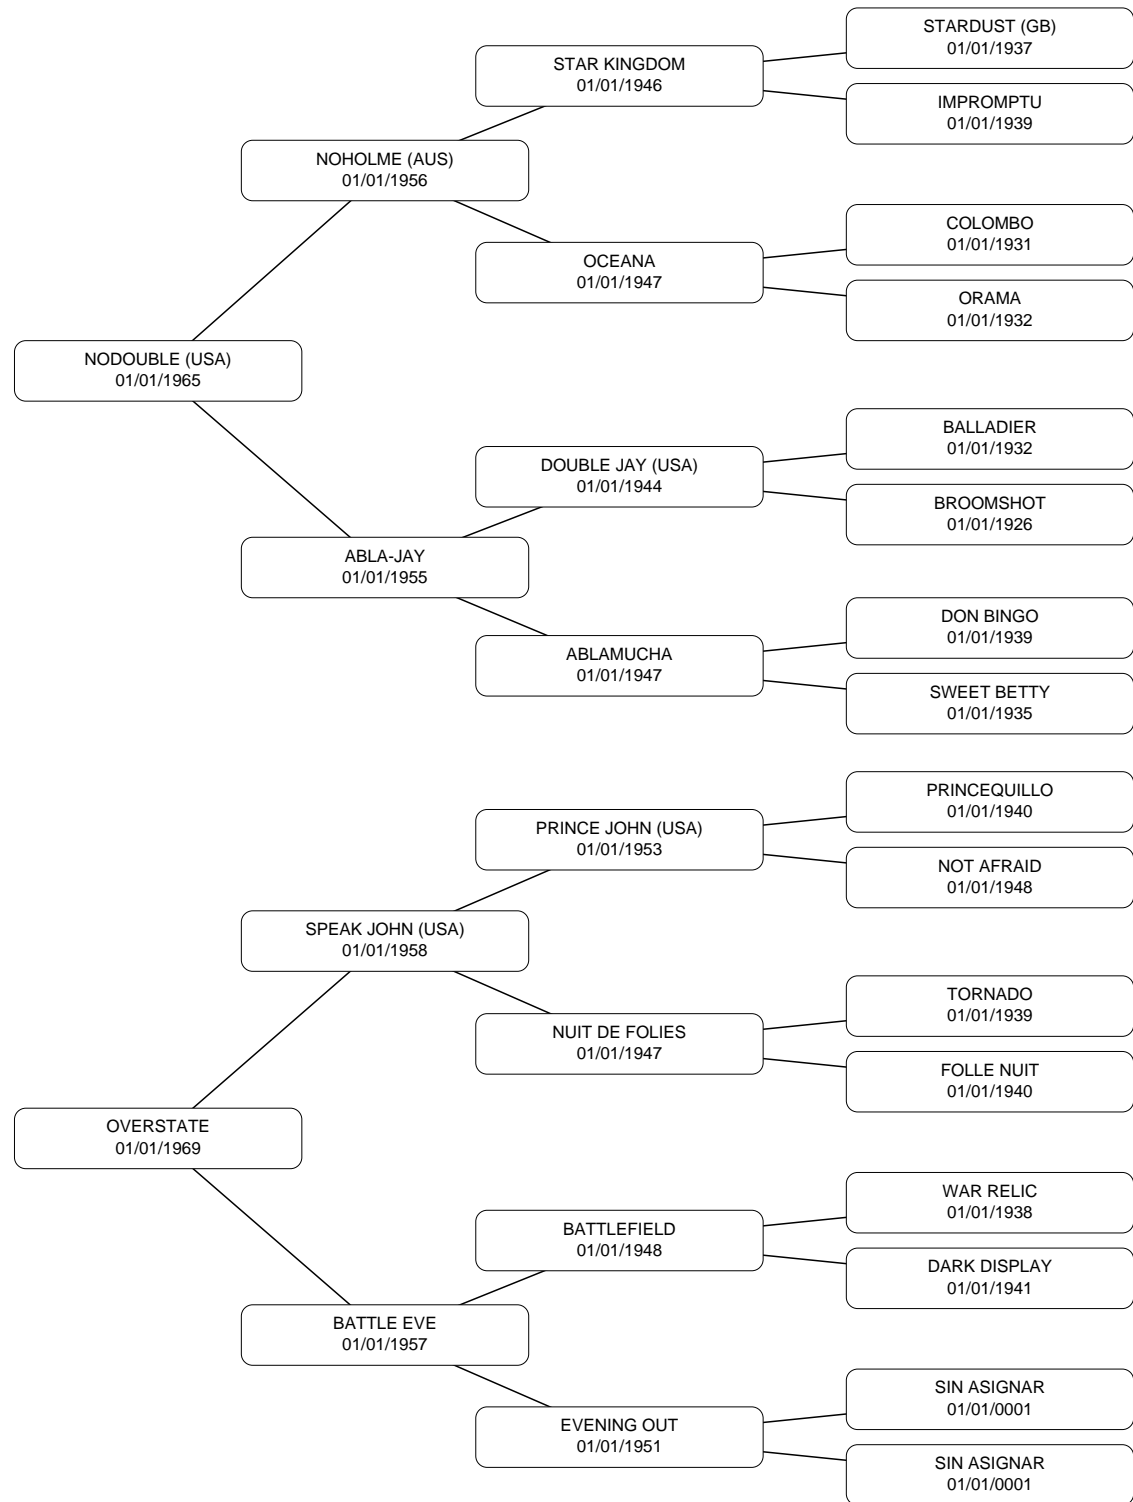 STARDUST (GB)
01/01/1937
STAR KINGDOM
01/01/1946
IMPROMPTU
01/01/1939
NOHOLME (AUS)
01/01/1956
COLOMBO
01/01/1931
OCEANA
01/01/1947
ORAMA
01/01/1932
NODOUBLE (USA)
01/01/1965
BALLADIER
01/01/1932
DOUBLE JAY (USA)
01/01/1944
BROOMSHOT
01/01/1926
ABLA-JAY
01/01/1955
DON BINGO
01/01/1939
ABLAMUCHA
01/01/1947
SWEET BETTY
01/01/1935
PRINCEQUILLO
01/01/1940
PRINCE JOHN (USA)
01/01/1953
NOT AFRAID
01/01/1948
SPEAK JOHN (USA)
01/01/1958
TORNADO
01/01/1939
NUIT DE FOLIES
01/01/1947
FOLLE NUIT
01/01/1940
OVERSTATE
01/01/1969
WAR RELIC
01/01/1938
BATTLEFIELD
01/01/1948
DARK DISPLAY
01/01/1941
BATTLE EVE
01/01/1957
SIN ASIGNAR
01/01/0001
EVENING OUT
01/01/1951
SIN ASIGNAR
01/01/0001